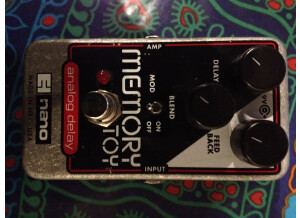 AMP
DELAY
analog delay
MEMORY
TOY
MOD
ON
OFF
BLEND
FEED
BACK
nano
INPUT